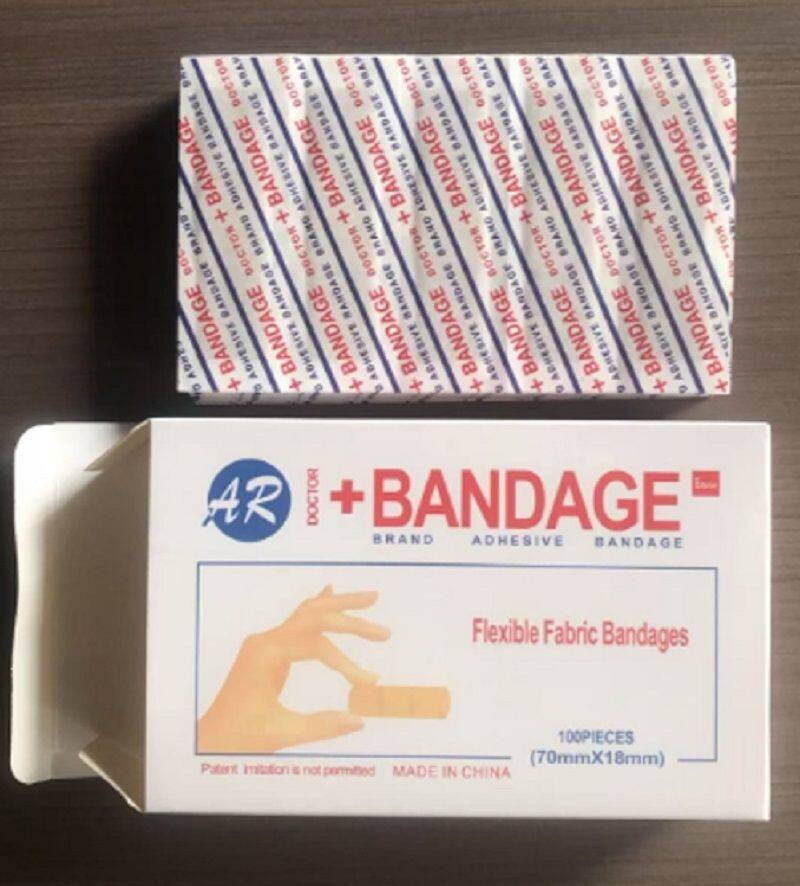 DOCTOR + BANDAGE
ADHESIVE BANDAGE BRAND
AR
DOCTOR
+BANDAGE
BRAND ADHESIVE BANDAGE
Flexible Fabric Bandages
100PIECES
(70mmX18mm)
Patent Imitation is not permitted MADE IN CHINA